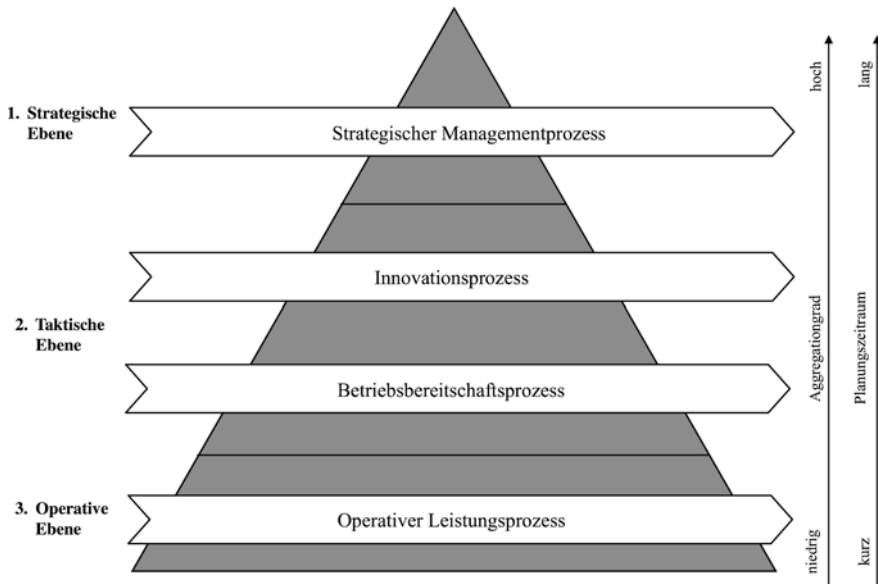 1. Strategische
Ebene
Strategischer Managementprozess
Innovationsprozess
2. Taktische
Ebene
Betriebsbereitschaftsprozess
3. Operative
Ebene
Operativer Leistungsprozess
hoch
Aggregationgrad
niedrig
lang
Planungszeitraum
kurz